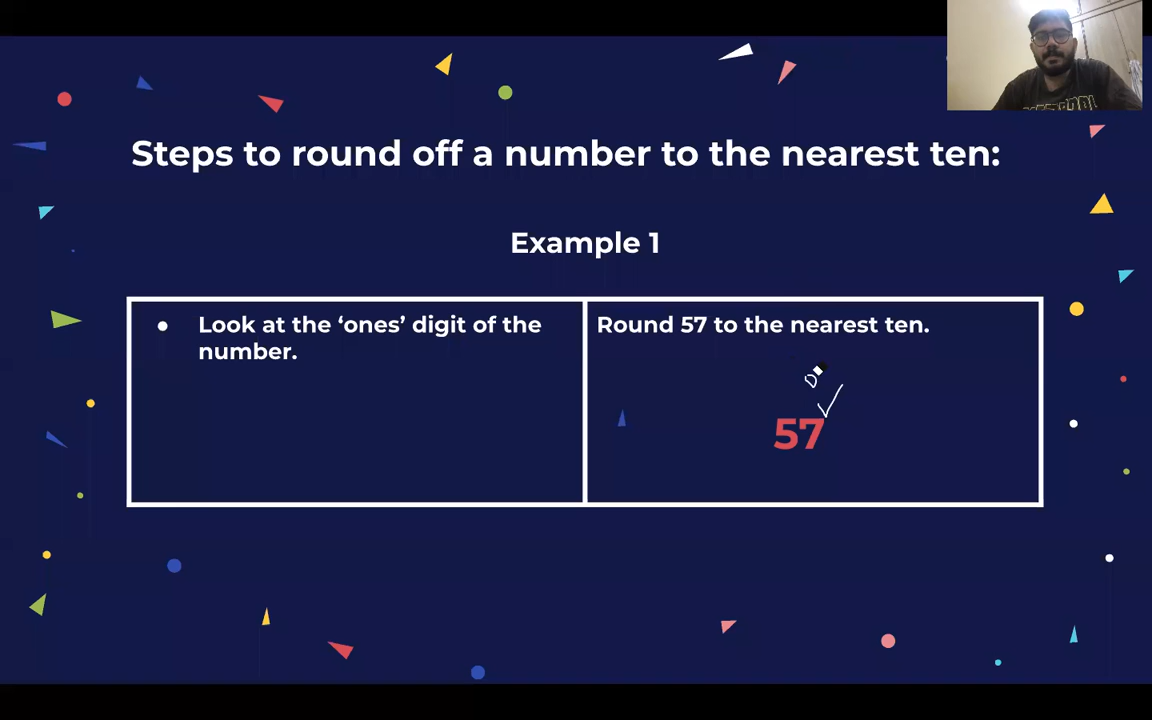 Steps to round off a number to the nearest ten:
Example 1
Look at the ‘ones’ digit of the
number.
Round 57 to the nearest ten.
57